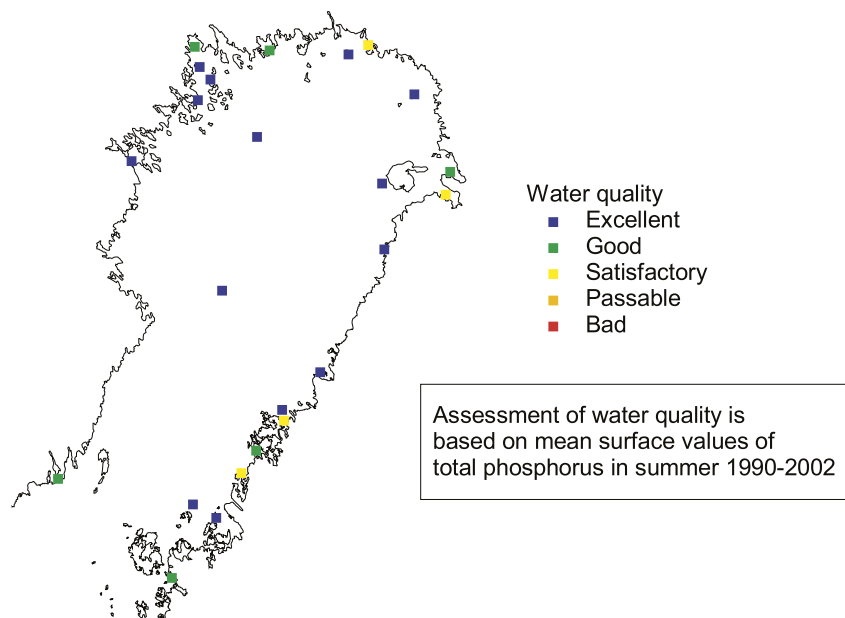 Water quality
Excellent
Good
Satisfactory
Passable
Bad
Assessment of water quality is
based on mean surface values of
total phosphorus in summer 1990-2002